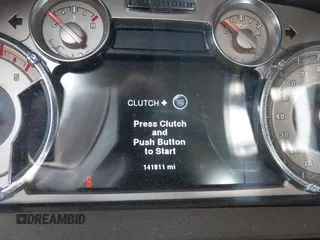 CLUTCH +
Press Clutch
and
Push Button
to Start
141811 mi
DREAMBID